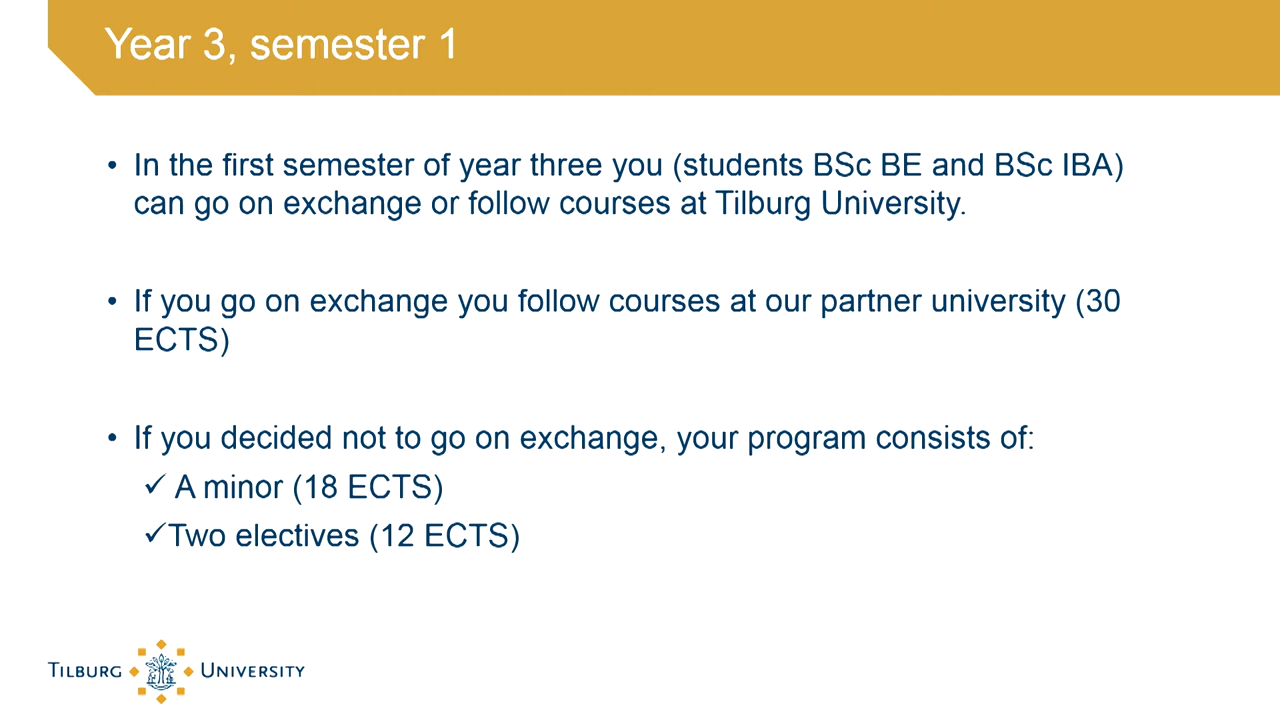 Year 3, semester 1
• In the first semester of year three you (students BSc BE and BSc IBA)
can go on exchange or follow courses at Tilburg University.
• If you go on exchange you follow courses at our partner university (30
ECTS)
• If you decided not to go on exchange, your program consists of:
✓ A minor (18 ECTS)
✓Two electives (12 ECTS)
TILBURG UNIVERSITY